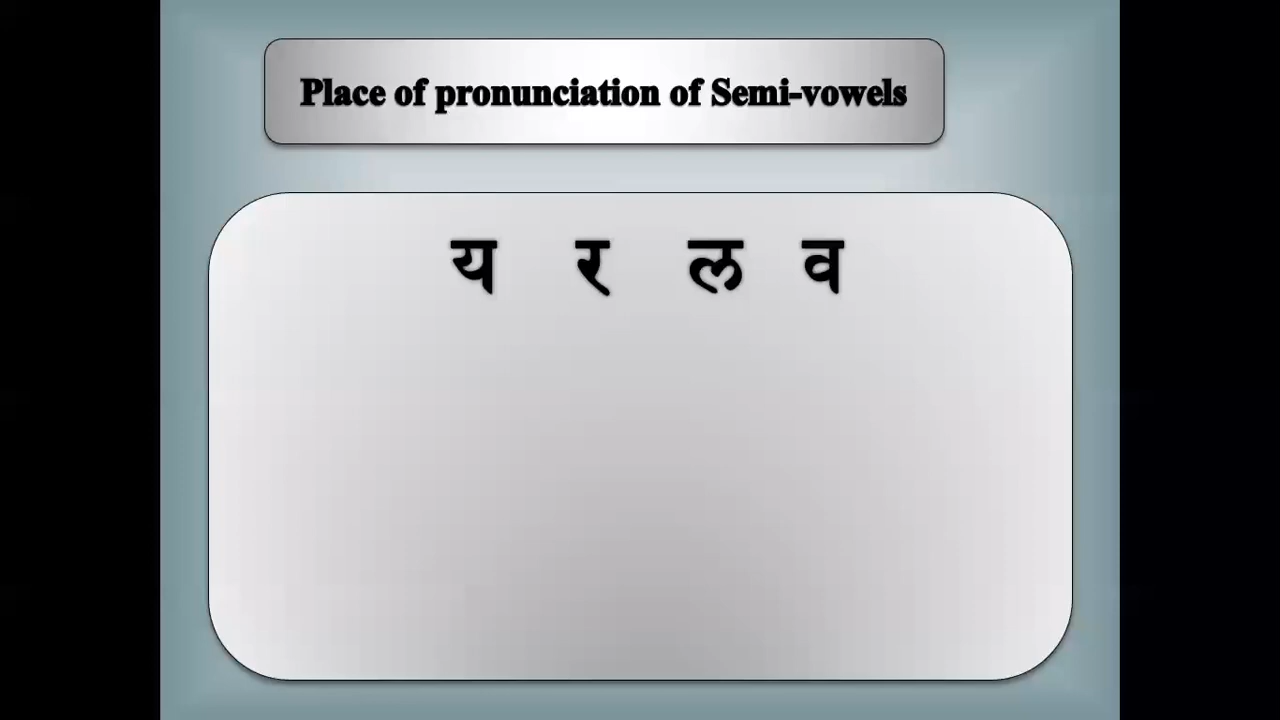 Place of pronunciation of Semi-vowels
य र ल व